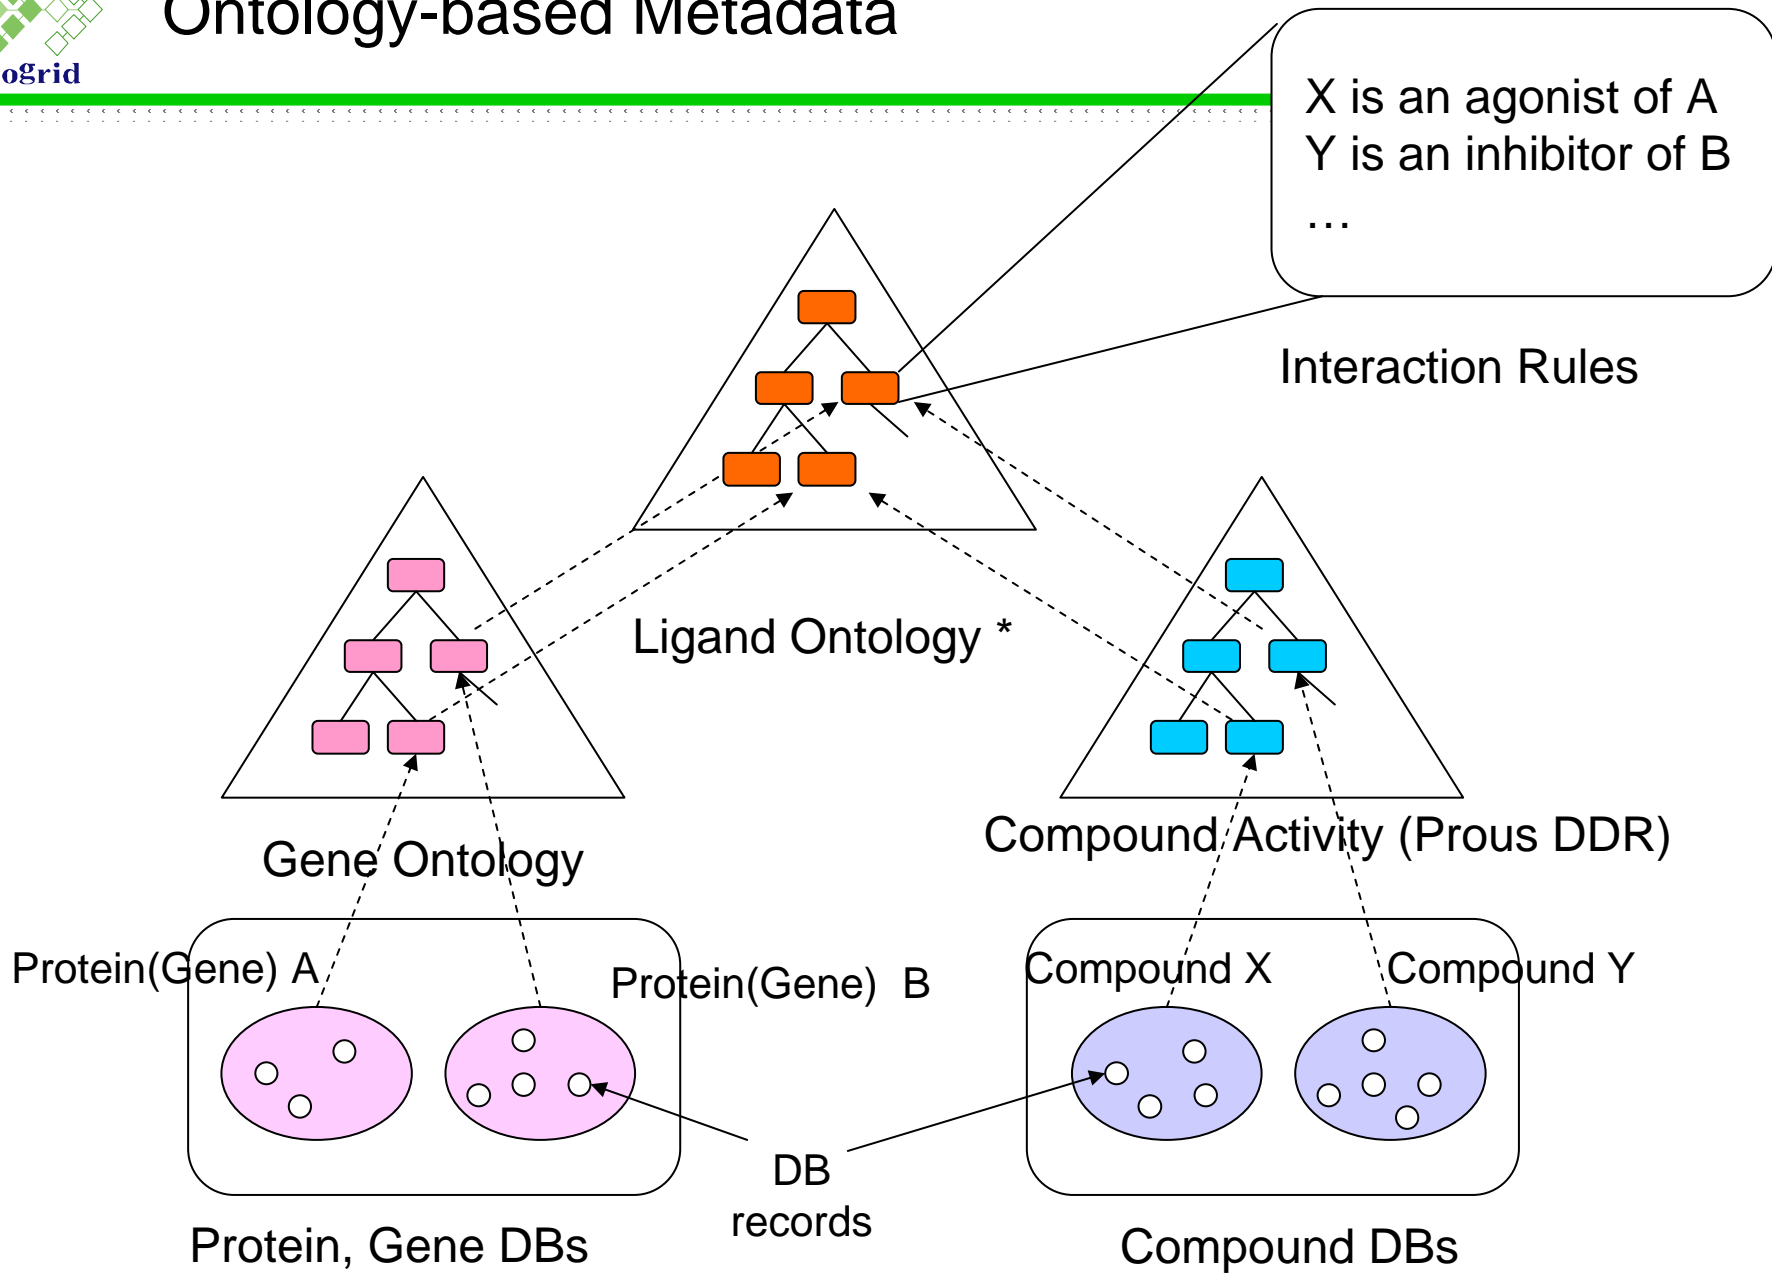 Ontology-based Metadata
ogrid
X is an agonist of A
Y is an inhibitor of B
…
Interaction Rules
Ligand Ontology *
Gene Ontology
Compound Activity (Prous DDR)
Protein(Gene) A
Protein(Gene) B
Compound X
Compound Y
DB
records
Protein, Gene DBs
Compound DBs